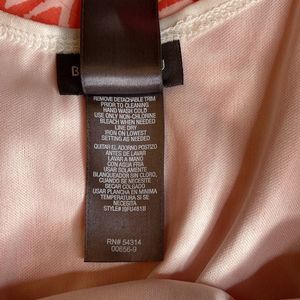 REMOVE DETACHABLE TRIM
PRIOR TO CLEANING
HAND WASH COLD
USE ONLY NON-CHLORINE
BLEACH WHEN NEEDED
LINE DRY
IRON ON LOWEST
SETTING AS NEEDED
QUITAR EL ADORNO POSTIZO
ANTES DE LAVAR
LAVAR A MANO
CON AGUA FRIA
USAR SOLAMENTE
BLANQUEADOR SIN CLORO,
CUANDO SE NECESITE
SECAR COLGADO
USAR PLANCHA EN MINIMA
TEMPERATURA SI SE
NECESITA
RN# 54314
00656-9